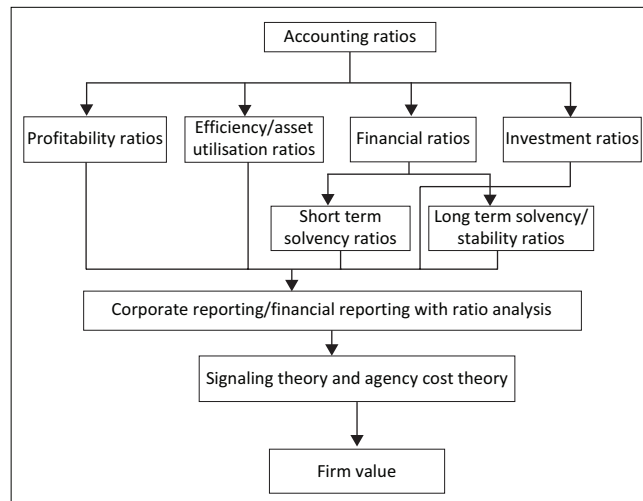 Accounting ratios
Profitability ratios
Efficiency/asset
utilisation ratios
Financial ratios
Investment ratios
Short term
solvency ratios
Long term solvency/
stability ratios
Corporate reporting/financial reporting with ratio analysis
Signaling theory and agency cost theory
Firm value